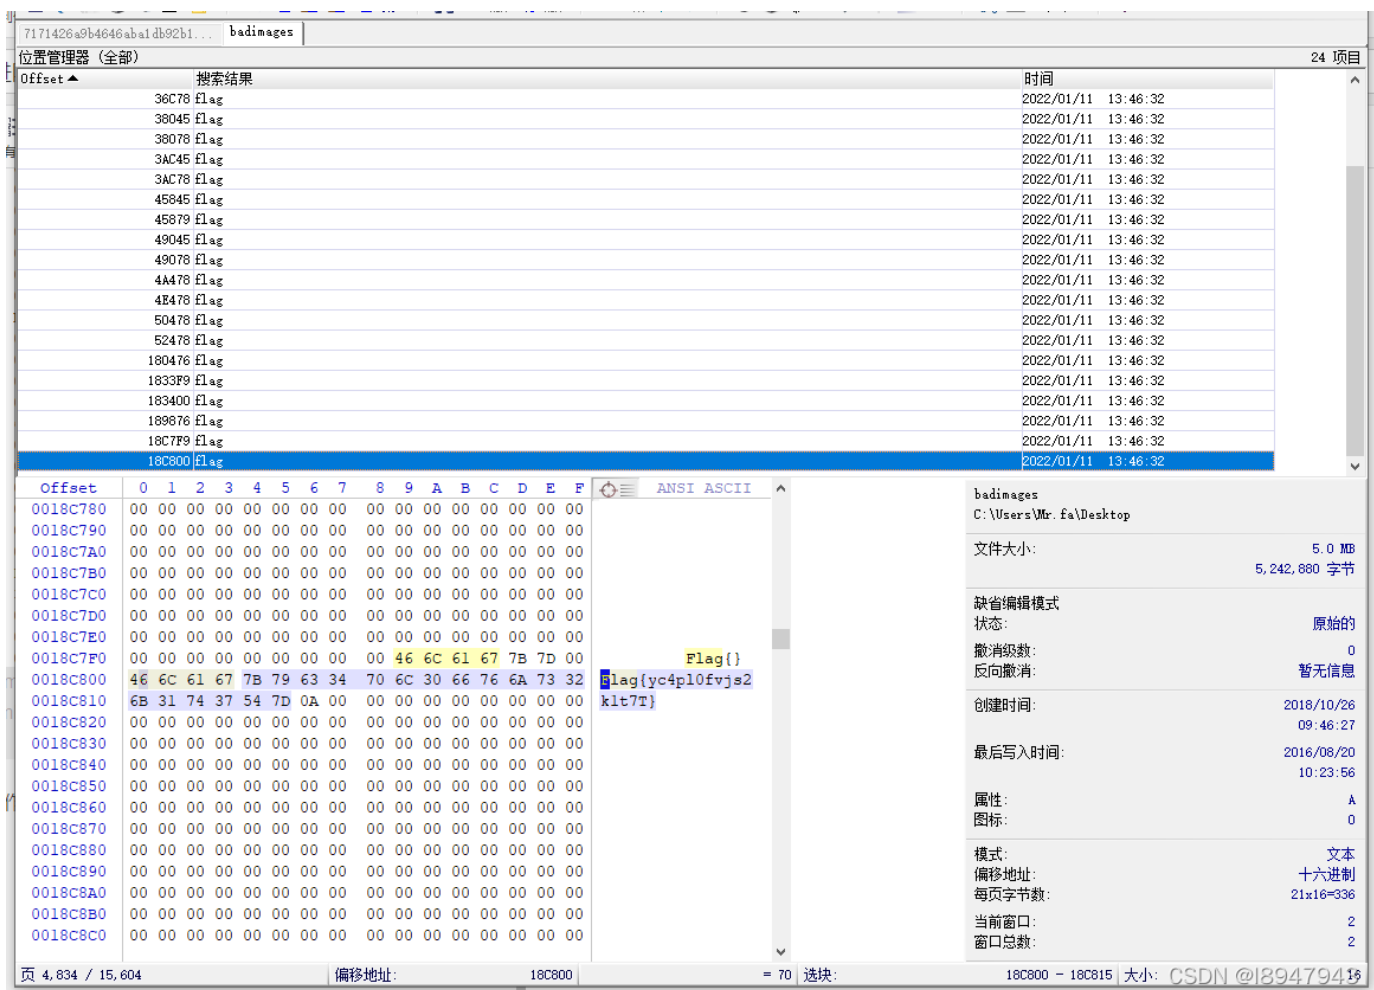 7171426a9b4646aba1db92b1... badimages
位置管理器 (全部) 24 项目
Offset 搜索结果 时间
36C78 flag 2022/01/11 13:46:32
38045 flag 2022/01/11 13:46:32
38078 flag 2022/01/11 13:46:32
3AC45 flag 2022/01/11 13:46:32
3AC78 flag 2022/01/11 13:46:32
45845 flag 2022/01/11 13:46:32
45879 flag 2022/01/11 13:46:32
49045 flag 2022/01/11 13:46:32
49078 flag 2022/01/11 13:46:32
4A478 flag 2022/01/11 13:46:32
4E478 flag 2022/01/11 13:46:32
50478 flag 2022/01/11 13:46:32
52478 flag 2022/01/11 13:46:32
180476 flag 2022/01/11 13:46:32
1833F9 flag 2022/01/11 13:46:32
183400 flag 2022/01/11 13:46:32
189876 flag 2022/01/11 13:46:32
18C7F9 flag 2022/01/11 13:46:32
18C800 flag 2022/01/11 13:46:32
Offset 0 1 2 3 4 5 6 7 8 9 A B C D E F ANSI ASCII
0018C780 00 00 00 00 00 00 00 00 00 00 00 00 00 00 00 00
0018C790 00 00 00 00 00 00 00 00 00 00 00 00 00 00 00 00
0018C7A0 00 00 00 00 00 00 00 00 00 00 00 00 00 00 00 00
0018C7B0 00 00 00 00 00 00 00 00 00 00 00 00 00 00 00 00
0018C7C0 00 00 00 00 00 00 00 00 00 00 00 00 00 00 00 00
0018C7D0 00 00 00 00 00 00 00 00 00 00 00 00 00 00 00 00
0018C7E0 00 00 00 00 00 00 00 00 00 00 00 00 00 00 00 00
0018C7F0 00 00 00 00 00 00 00 00 00 46 6C 61 67 7B 7D 00 Flag{}
0018C800 46 6C 61 67 7B 79 63 34 70 6C 30 66 76 6A 73 32 Flag{yc4pl0fvjs2
0018C810 6B 31 74 37 54 7D 0A 00 00 00 00 00 00 00 00 00 k1t7T}
0018C820 00 00 00 00 00 00 00 00 00 00 00 00 00 00 00 00
0018C830 00 00 00 00 00 00 00 00 00 00 00 00 00 00 00 00
0018C840 00 00 00 00 00 00 00 00 00 00 00 00 00 00 00 00
0018C850 00 00 00 00 00 00 00 00 00 00 00 00 00 00 00 00
0018C860 00 00 00 00 00 00 00 00 00 00 00 00 00 00 00 00
0018C870 00 00 00 00 00 00 00 00 00 00 00 00 00 00 00 00
0018C880 00 00 00 00 00 00 00 00 00 00 00 00 00 00 00 00
0018C890 00 00 00 00 00 00 00 00 00 00 00 00 00 00 00 00
0018C8A0 00 00 00 00 00 00 00 00 00 00 00 00 00 00 00 00
0018C8B0 00 00 00 00 00 00 00 00 00 00 00 00 00 00 00 00
0018C8C0 00 00 00 00 00 00 00 00 00 00 00 00 00 00 00 00
badimages
C:\Users\Mr.fa\Desktop
文件大小: 5.0 MB
5,242,880 字节
缺省编辑模式
状态: 原始的
撤消级数: 0
反向撤消: 暂无信息
创建时间: 2018/10/26
09:46:27
最后写入时间: 2016/08/20
10:23:56
属性: A
图标: 0
模式: 文本
偏移地址: 十六进制
每页字节数: 21x16=336
当前窗口: 2
窗口总数: 2
页 4,834 / 15,604 偏移地址: 18C800 = 70 选块: 18C800 - 18C815 大小: 16